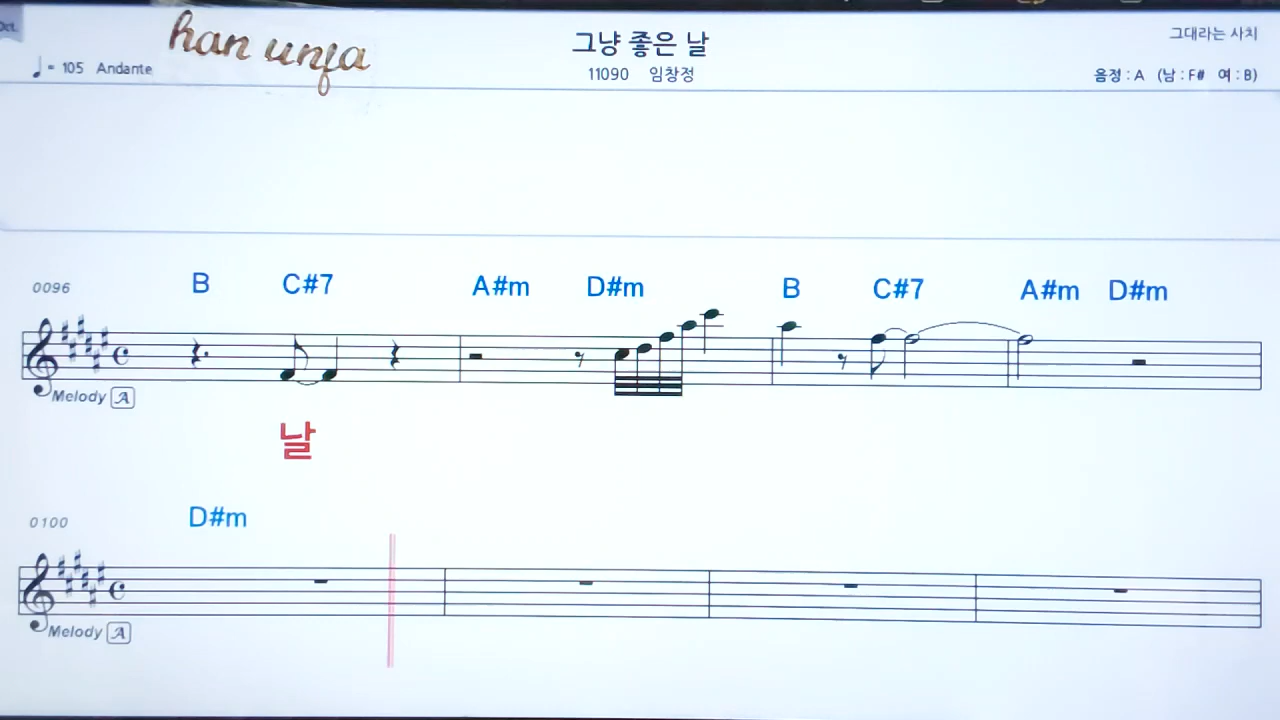 Oct.
han unja
그냥 좋은 날
그대라는 사치
♩= 105 Andante
11090 임창정
음정 : A (남 : F# 여 : B)
0096 B C#7 A#m D#m B C#7 A#m D#m
Melody A
날
0100 D#m
Melody A